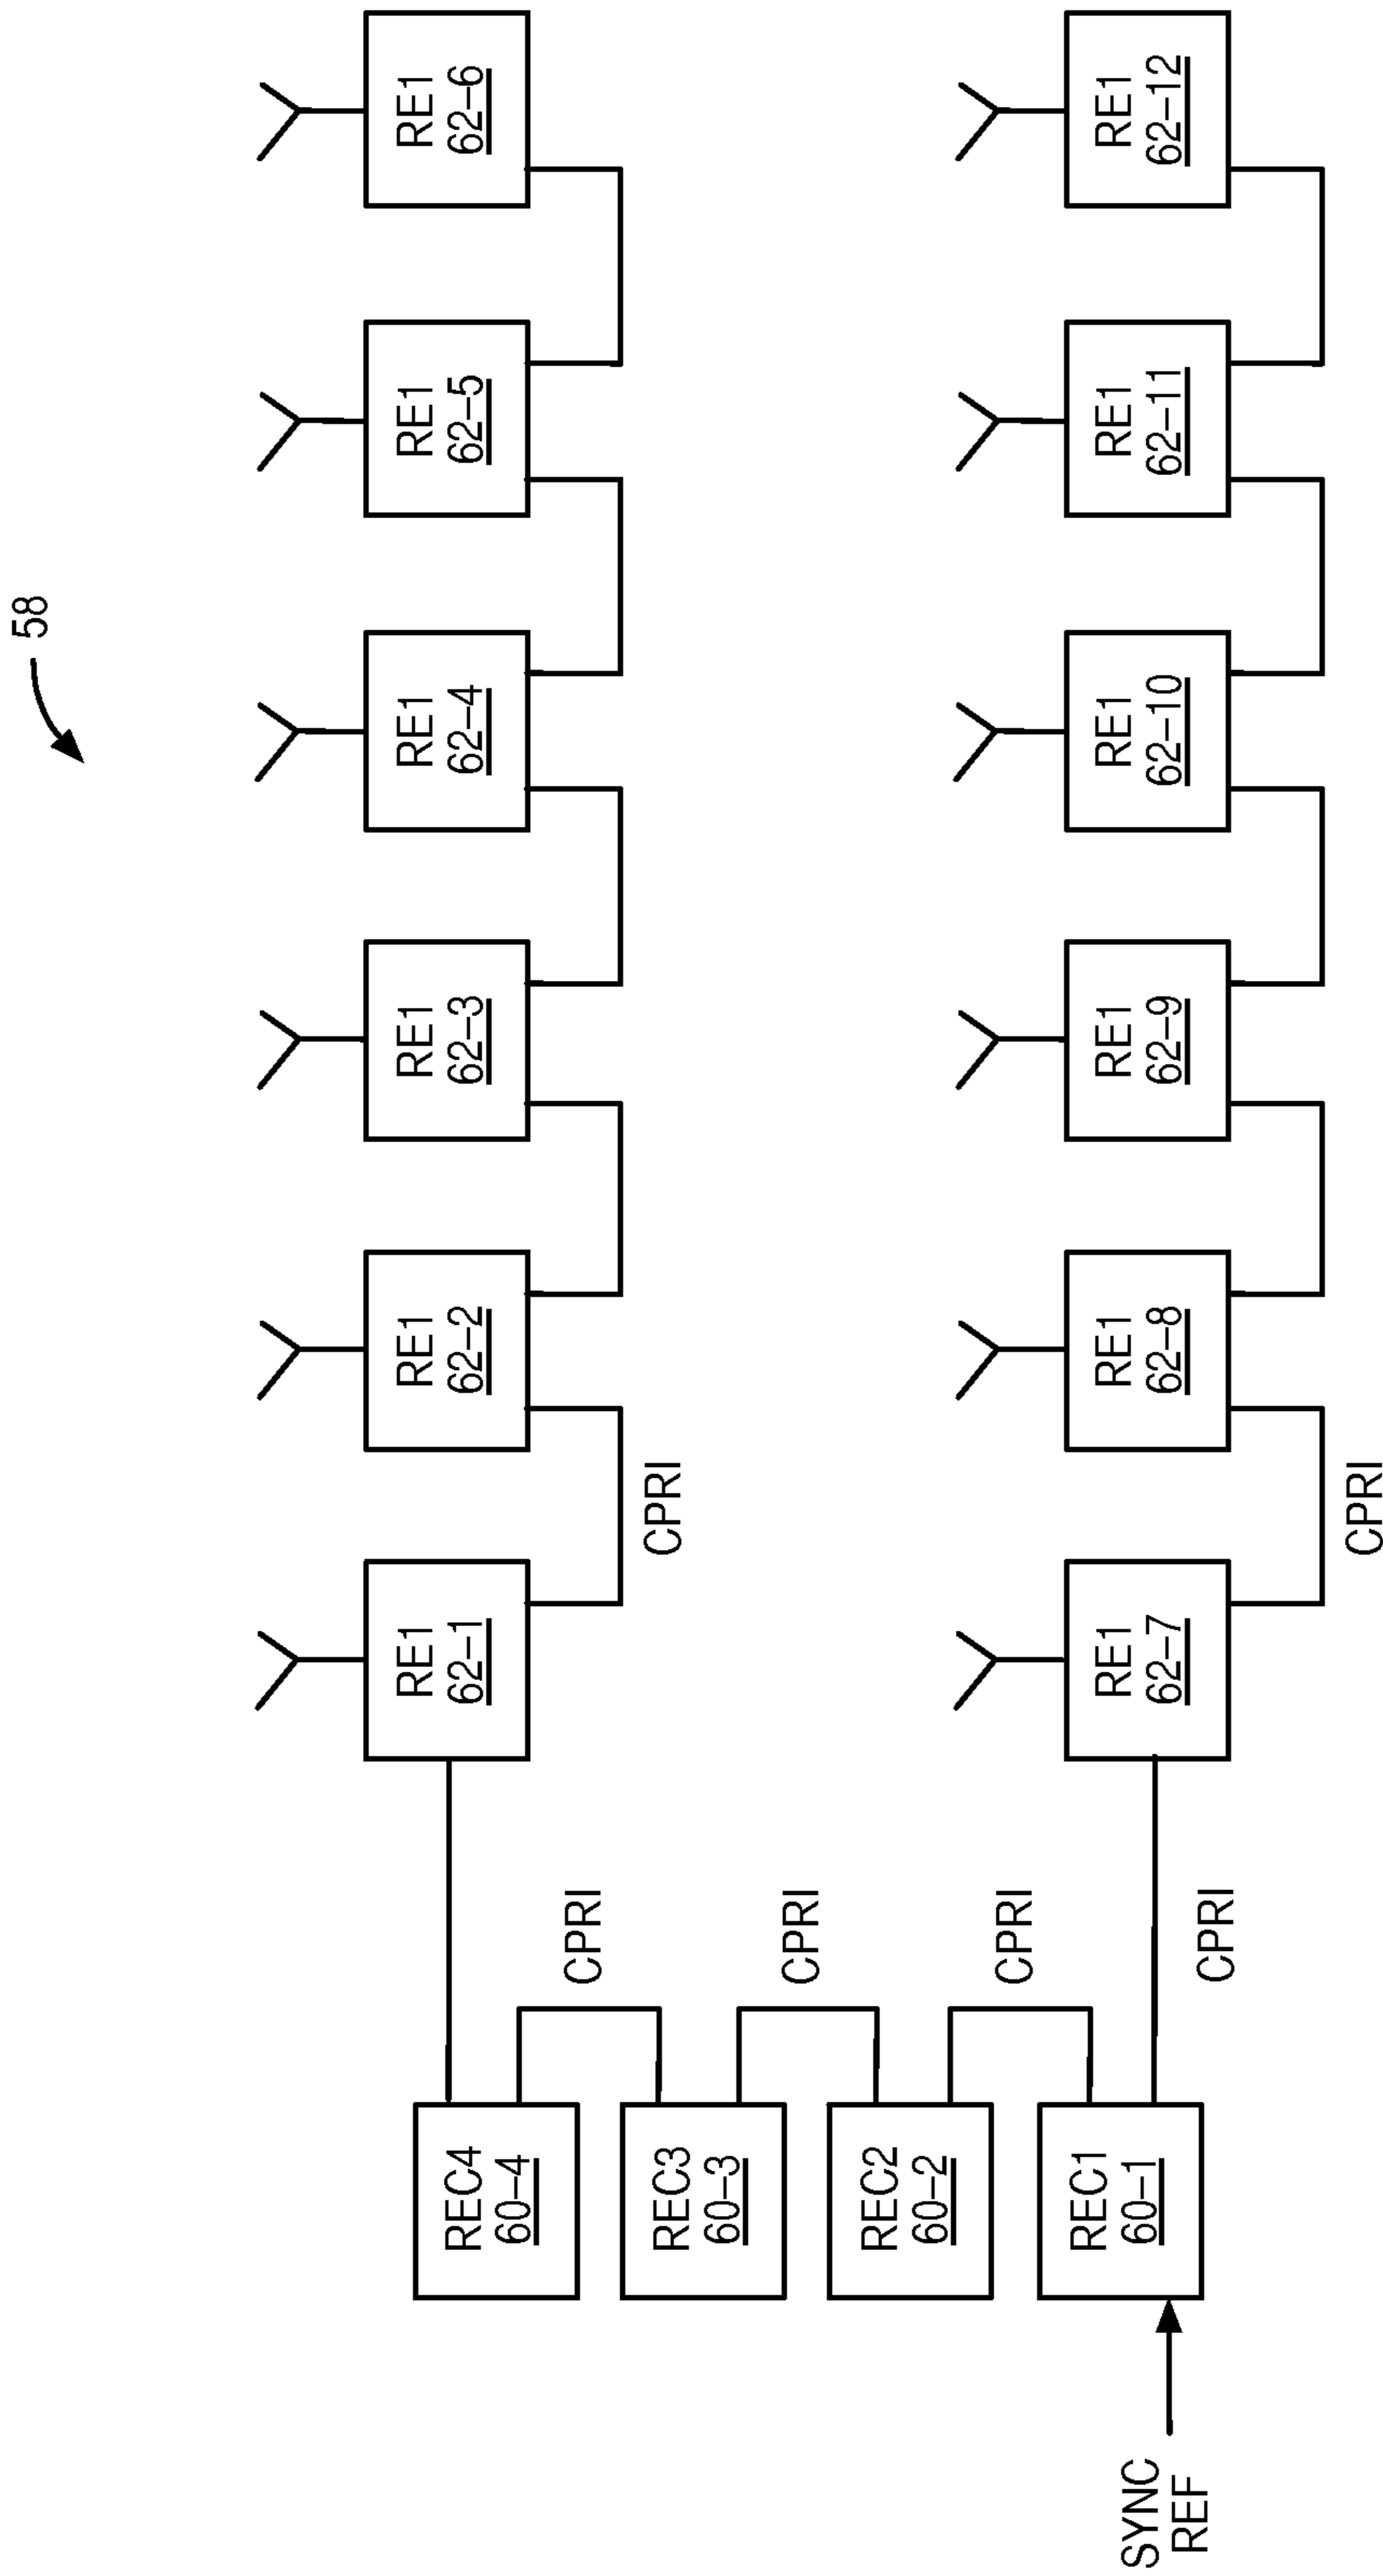 58
RE1
62–1
RE1
62–2
RE1
62–3
RE1
62–4
RE1
62–5
RE1
62–6
CPRI
REC4
60–4
CPRI
REC3
60–3
CPRI
REC2
60–2
CPRI
REC1
60–1
CPRI
SYNC
REF
RE1
62–7
RE1
62–8
RE1
62–9
RE1
62–10
RE1
62–11
RE1
62–12
CPRI